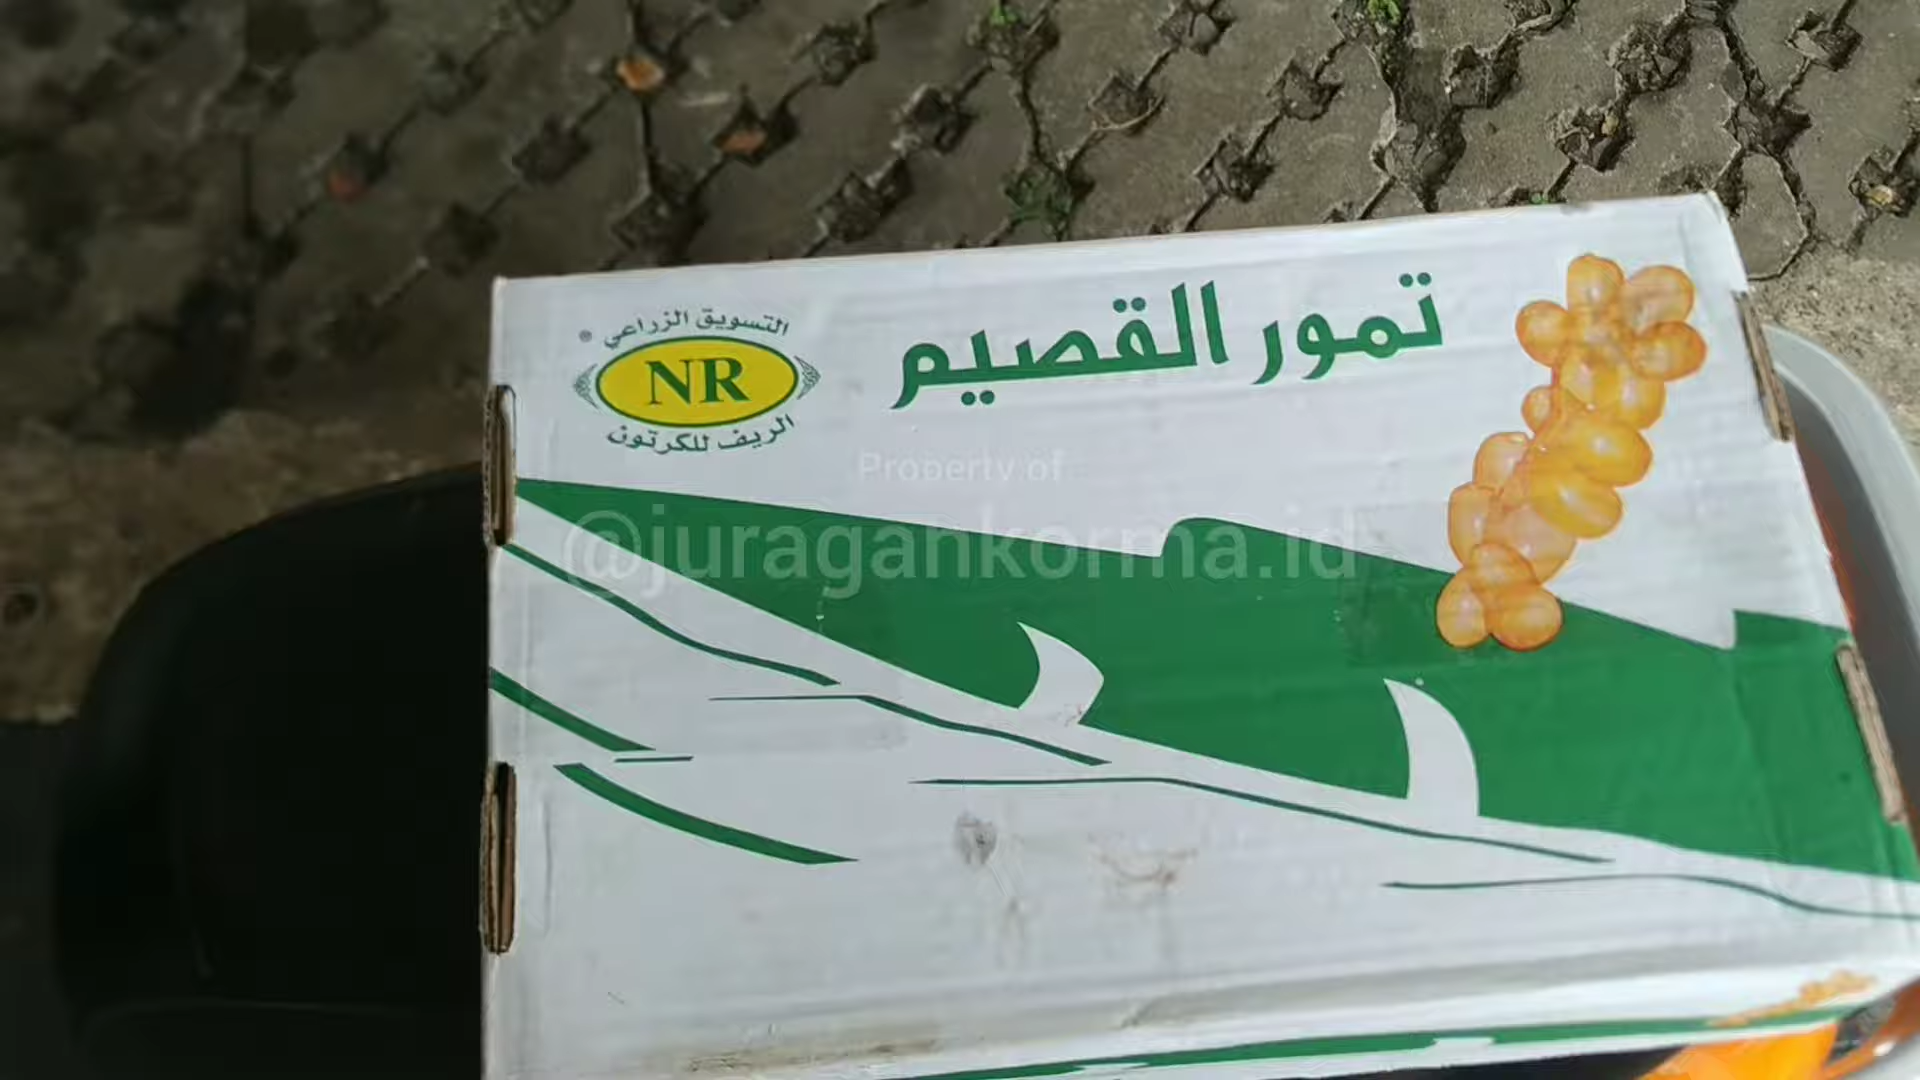 تمور القصيم
التسويق الزراعي
®
NR
الريف للكرتون
Property of
@juragankorma.id